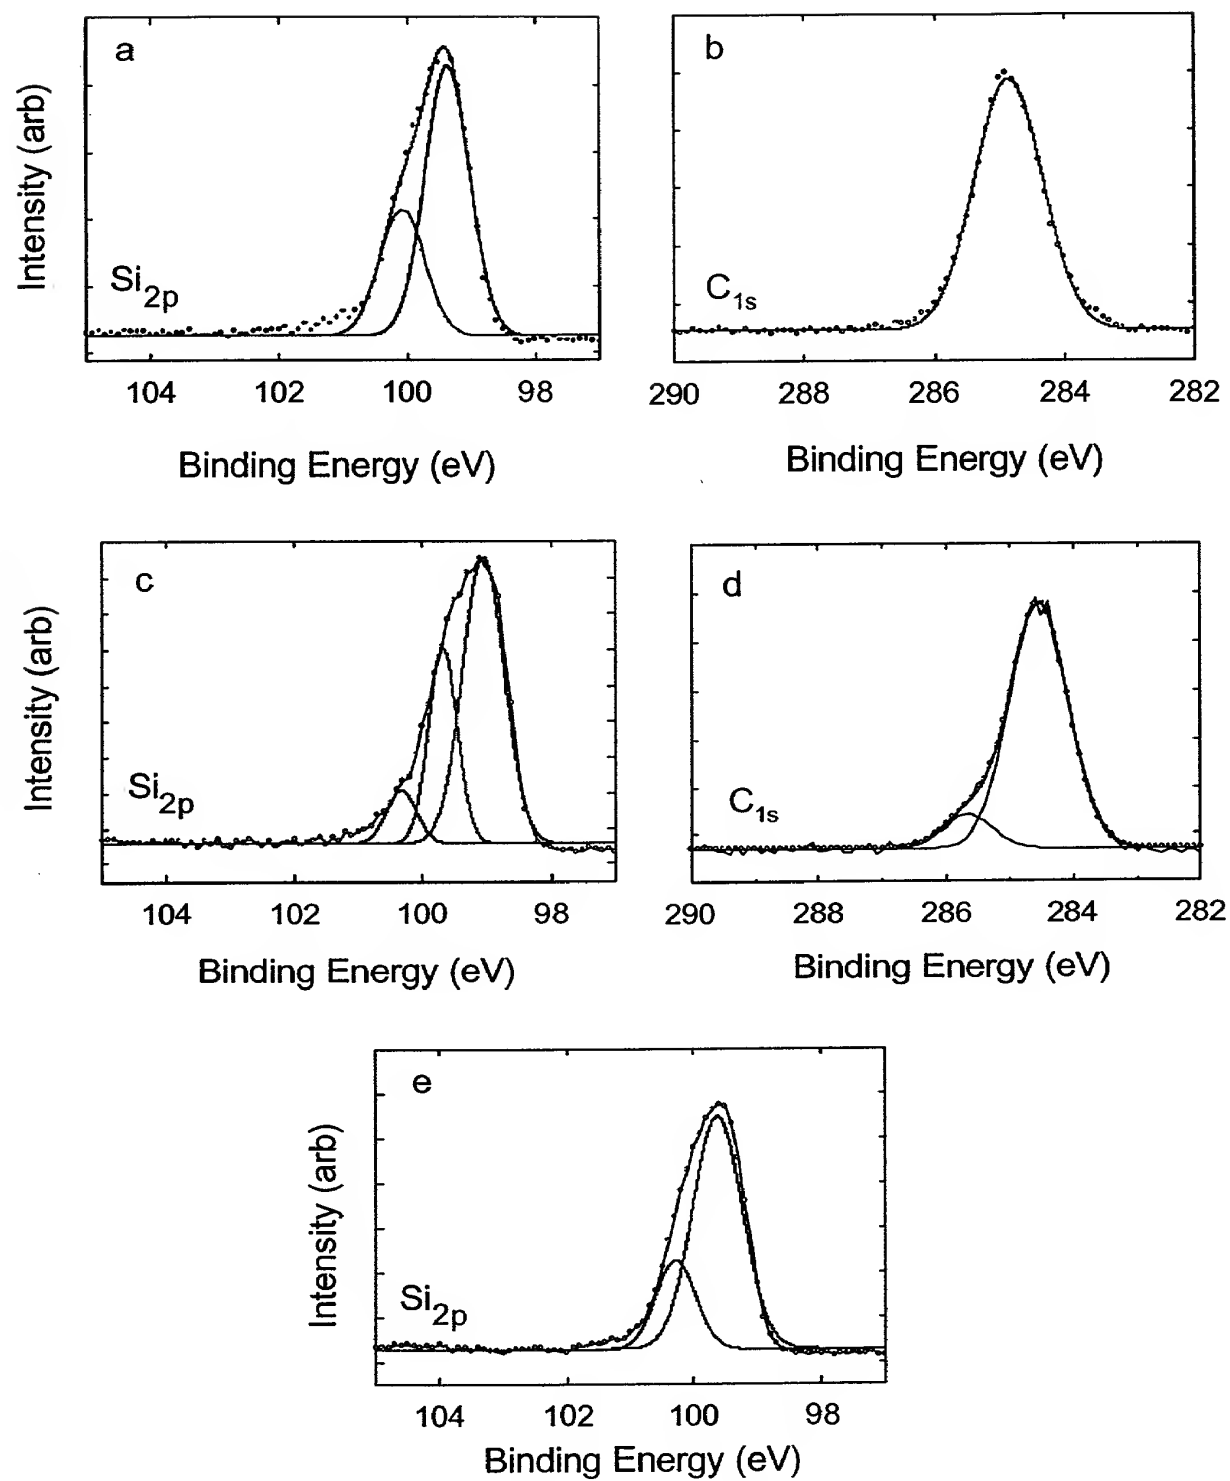 a
Intensity (arb)
Si2p
104 102 100 98
Binding Energy (eV)
b
C1s
290 288 286 284 282
Binding Energy (eV)
c
Intensity (arb)
Si2p
104 102 100 98
Binding Energy (eV)
d
C1s
290 288 286 284 282
Binding Energy (eV)
e
Intensity (arb)
Si2p
104 102 100 98
Binding Energy (eV)